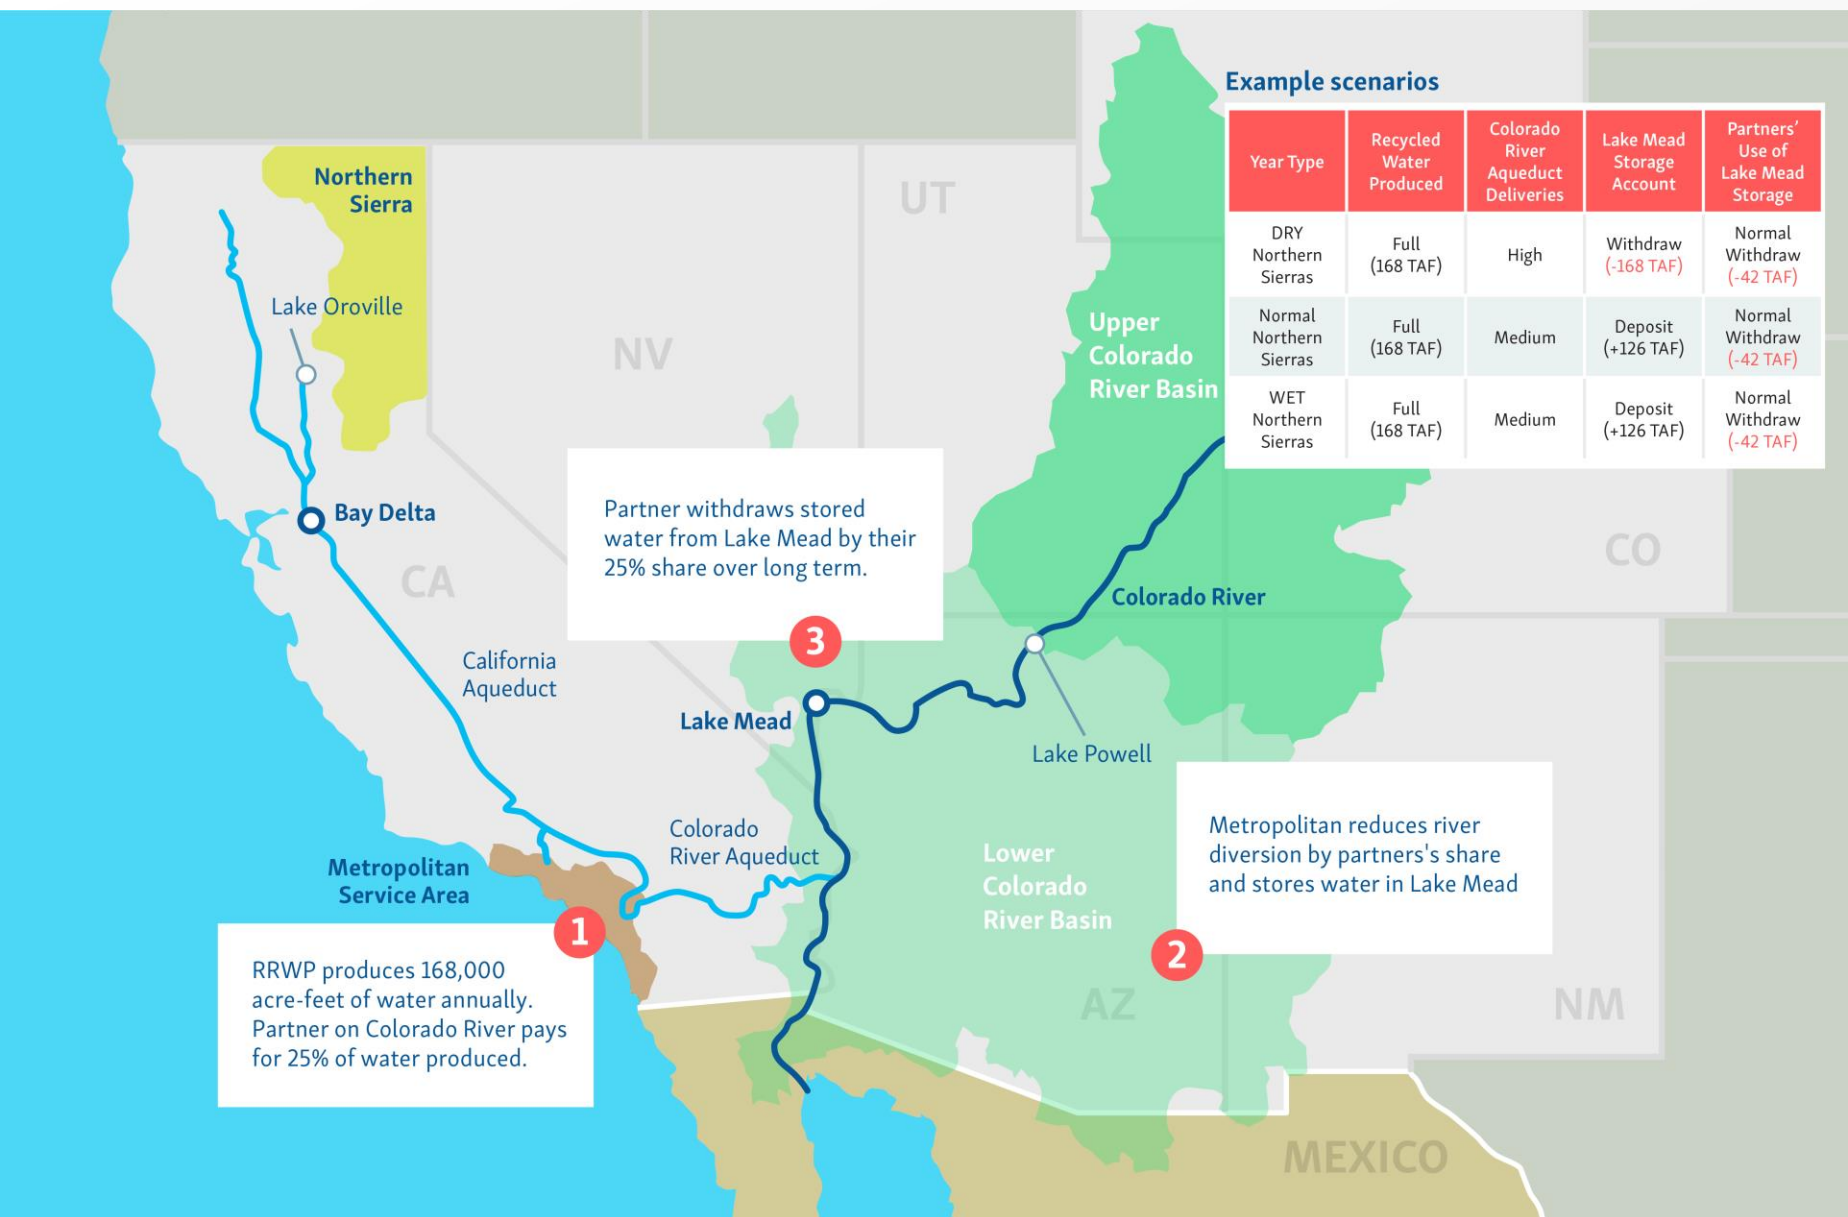 Example scenarios
Year Type
Recycled
Water
Produced
Colorado
River
Aqueduct
Deliveries
Lake Mead
Storage
Account
Partners’
Use of
Lake Mead
Storage
DRY
Northern
Sierras
Full
(168 TAF)
High
Withdraw
(-168 TAF)
Normal
Withdraw
(-42 TAF)
Normal
Northern
Sierras
Full
(168 TAF)
Medium
Deposit
(+126 TAF)
Normal
Withdraw
(-42 TAF)
WET
Northern
Sierras
Full
(168 TAF)
Medium
Deposit
(+126 TAF)
Normal
Withdraw
(-42 TAF)
Northern
Sierra
UT
Lake Oroville
NV
Upper
Colorado
River Basin
Bay Delta
CA
Partner withdraws stored
water from Lake Mead by their
25% share over long term.
3
CO
Colorado River
California
Aqueduct
Lake Mead
Lake Powell
Colorado
River Aqueduct
Metropolitan
Service Area
Lower
Colorado
River Basin
Metropolitan reduces river
diversion by partners's share
and stores water in Lake Mead
2
1
RRWP produces 168,000
acre-feet of water annually.
Partner on Colorado River pays
for 25% of water produced.
AZ
NM
MEXICO